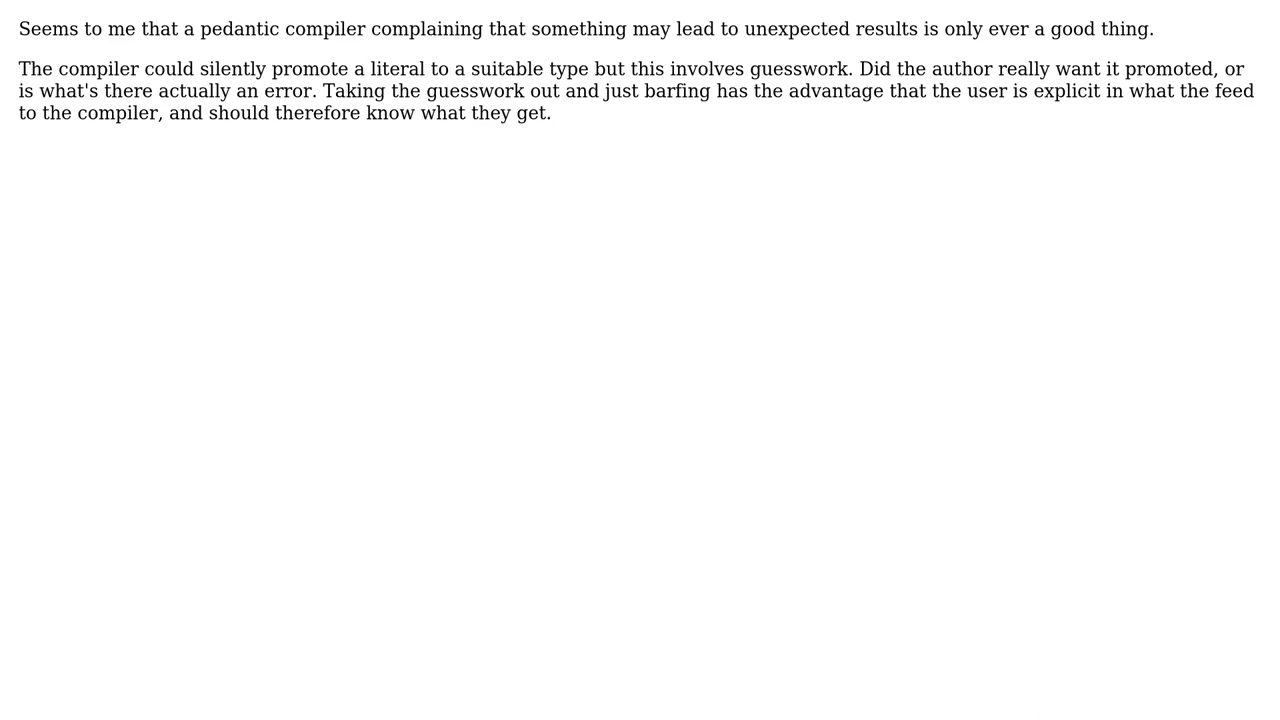 Seems to me that a pedantic compiler complaining that something may lead to unexpected results is only ever a good thing.
The compiler could silently promote a literal to a suitable type but this involves guesswork. Did the author really want it promoted, or
is what's there actually an error. Taking the guesswork out and just barfing has the advantage that the user is explicit in what the feed
to the compiler, and should therefore know what they get.